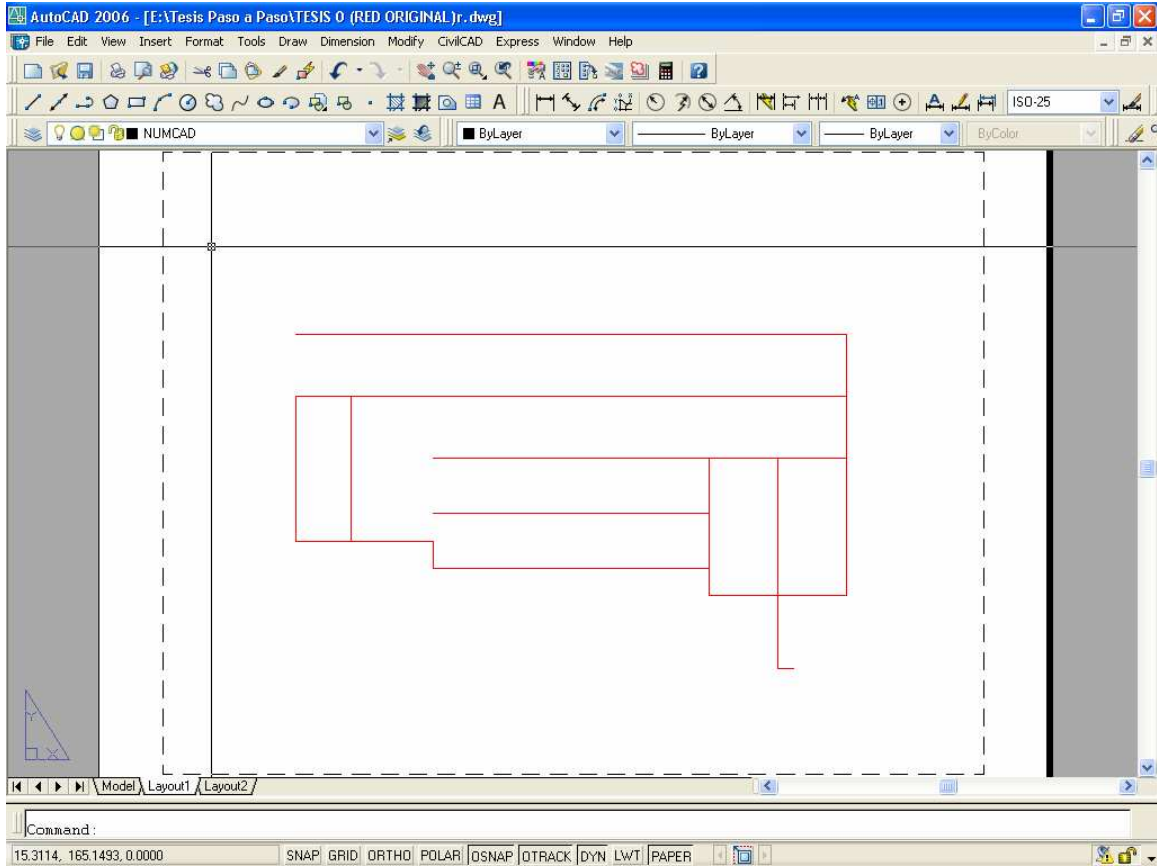 AutoCAD 2006 - [E:\Tesis Paso a Paso\TESIS 0 (RED ORIGINAL)r.dwg]
File Edit View Insert Format Tools Draw Dimension Modify CivilCAD Express Window Help
A ISO-25
NUMCAD ByLayer ByLayer ByLayer ByColor
Y
X
Model Layout1 Layout2
Command:
15.3114, 165.1493, 0.0000 SNAP GRID ORTHO POLAR OSNAP OTRACK DYN LWT PAPER